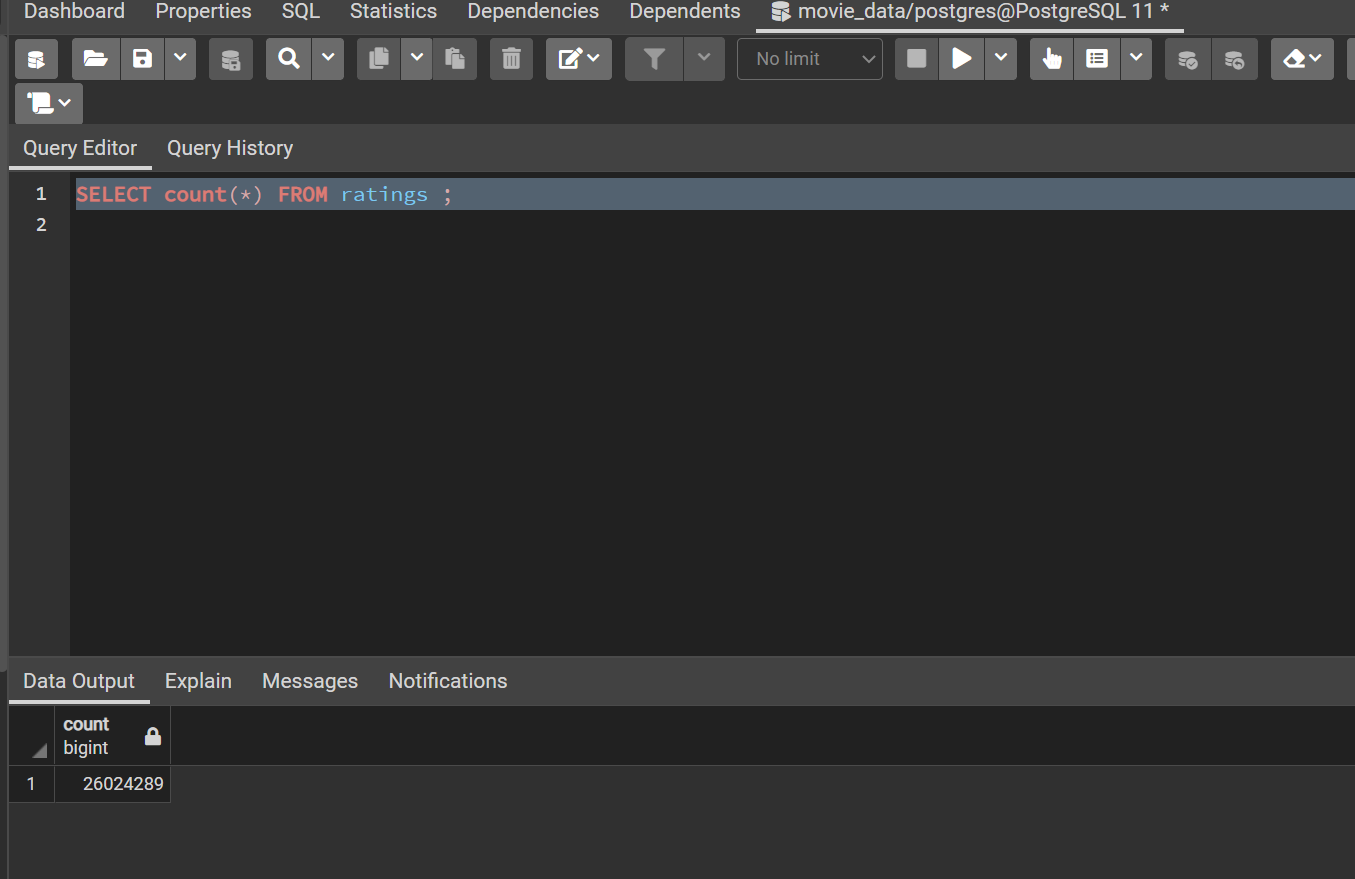 Dashboard Properties SQL Statistics Dependencies Dependents movie_data/postgres@PostgreSQL 11 *
No limit
Query Editor Query History
1 SELECT count(*) FROM ratings ;
2
Data Output Explain Messages Notifications
count
bigint
1 26024289